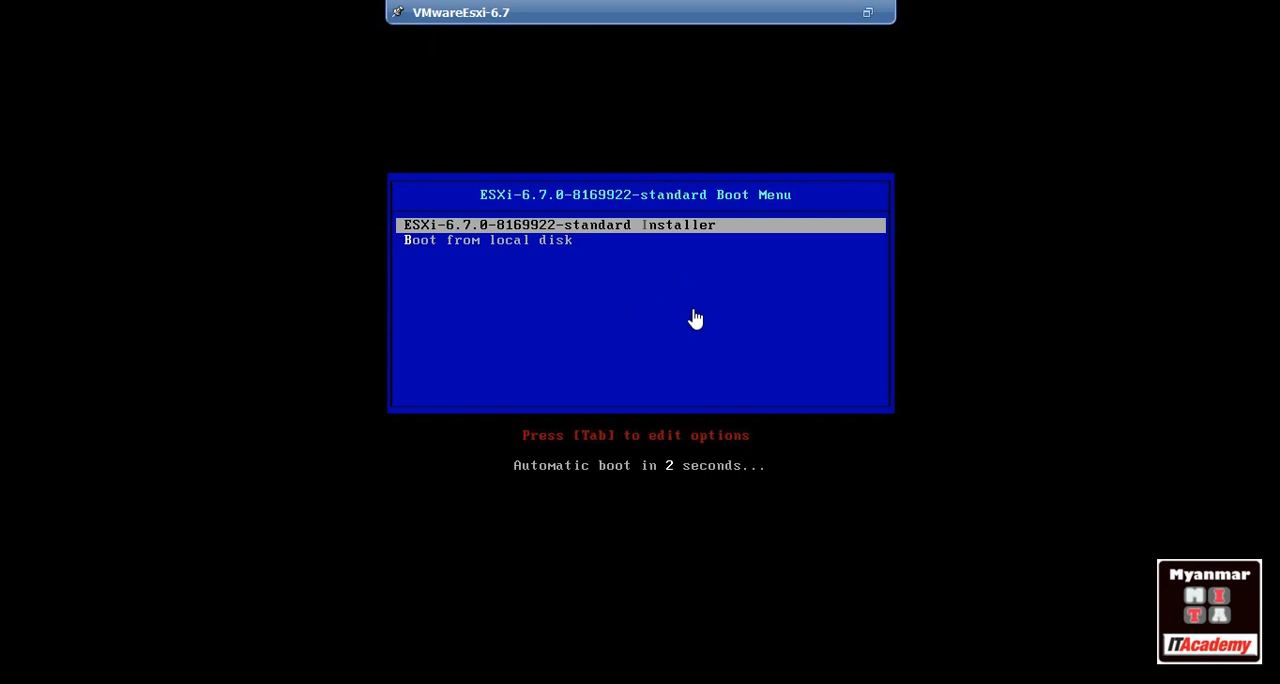 VMwareEsxi-6.7
ESXi-6.7.0-8169922-standard Boot Menu
ESXi-6.7.0-8169922-standard Installer
Boot from local disk
Press [Tab] to edit options
Automatic boot in 2 seconds...
Myanmar
M I
T A
ITAcademy